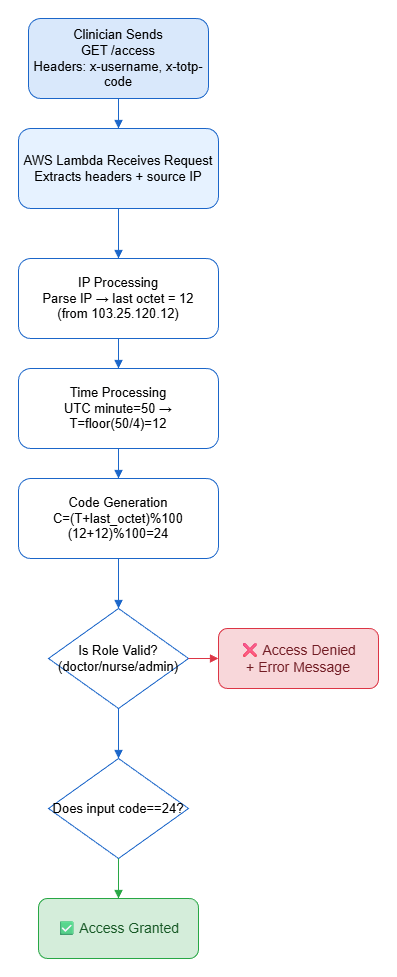 Clinician Sends
GET /access
Headers: x-username, x-totp-
code
AWS Lambda Receives Request
Extracts headers + source IP
IP Processing
Parse IP → last octet = 12
(from 103.25.120.12)
Time Processing
UTC minute=50 →
T=floor(50/4)=12
Code Generation
C=(T+last_octet)%100
(12+12)%100=24
Is Role Valid?
(doctor/nurse/admin)
❌ Access Denied
+ Error Message
Does input code==24?
✅ Access Granted